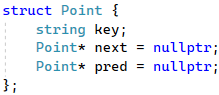 struct Point {
    string key;
    Point* next = nullptr;
    Point* pred = nullptr;
};